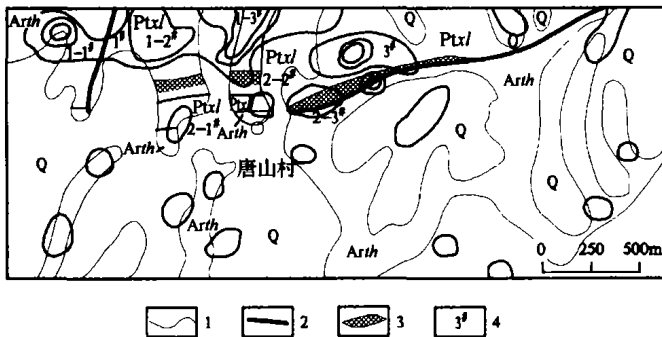 Arth
1-1#
1#
Ptxl
1-2#
1-3#
Q
Q
Ptxl
3#
Ptxl
2-2#
Arth
Ptxl
Ptxl
2-1#
Arth
2-3#
Arth
Q
Q
Q
唐山村
Arth
Q
Arth
Q
0 250 500m
1 2 3 3# 4